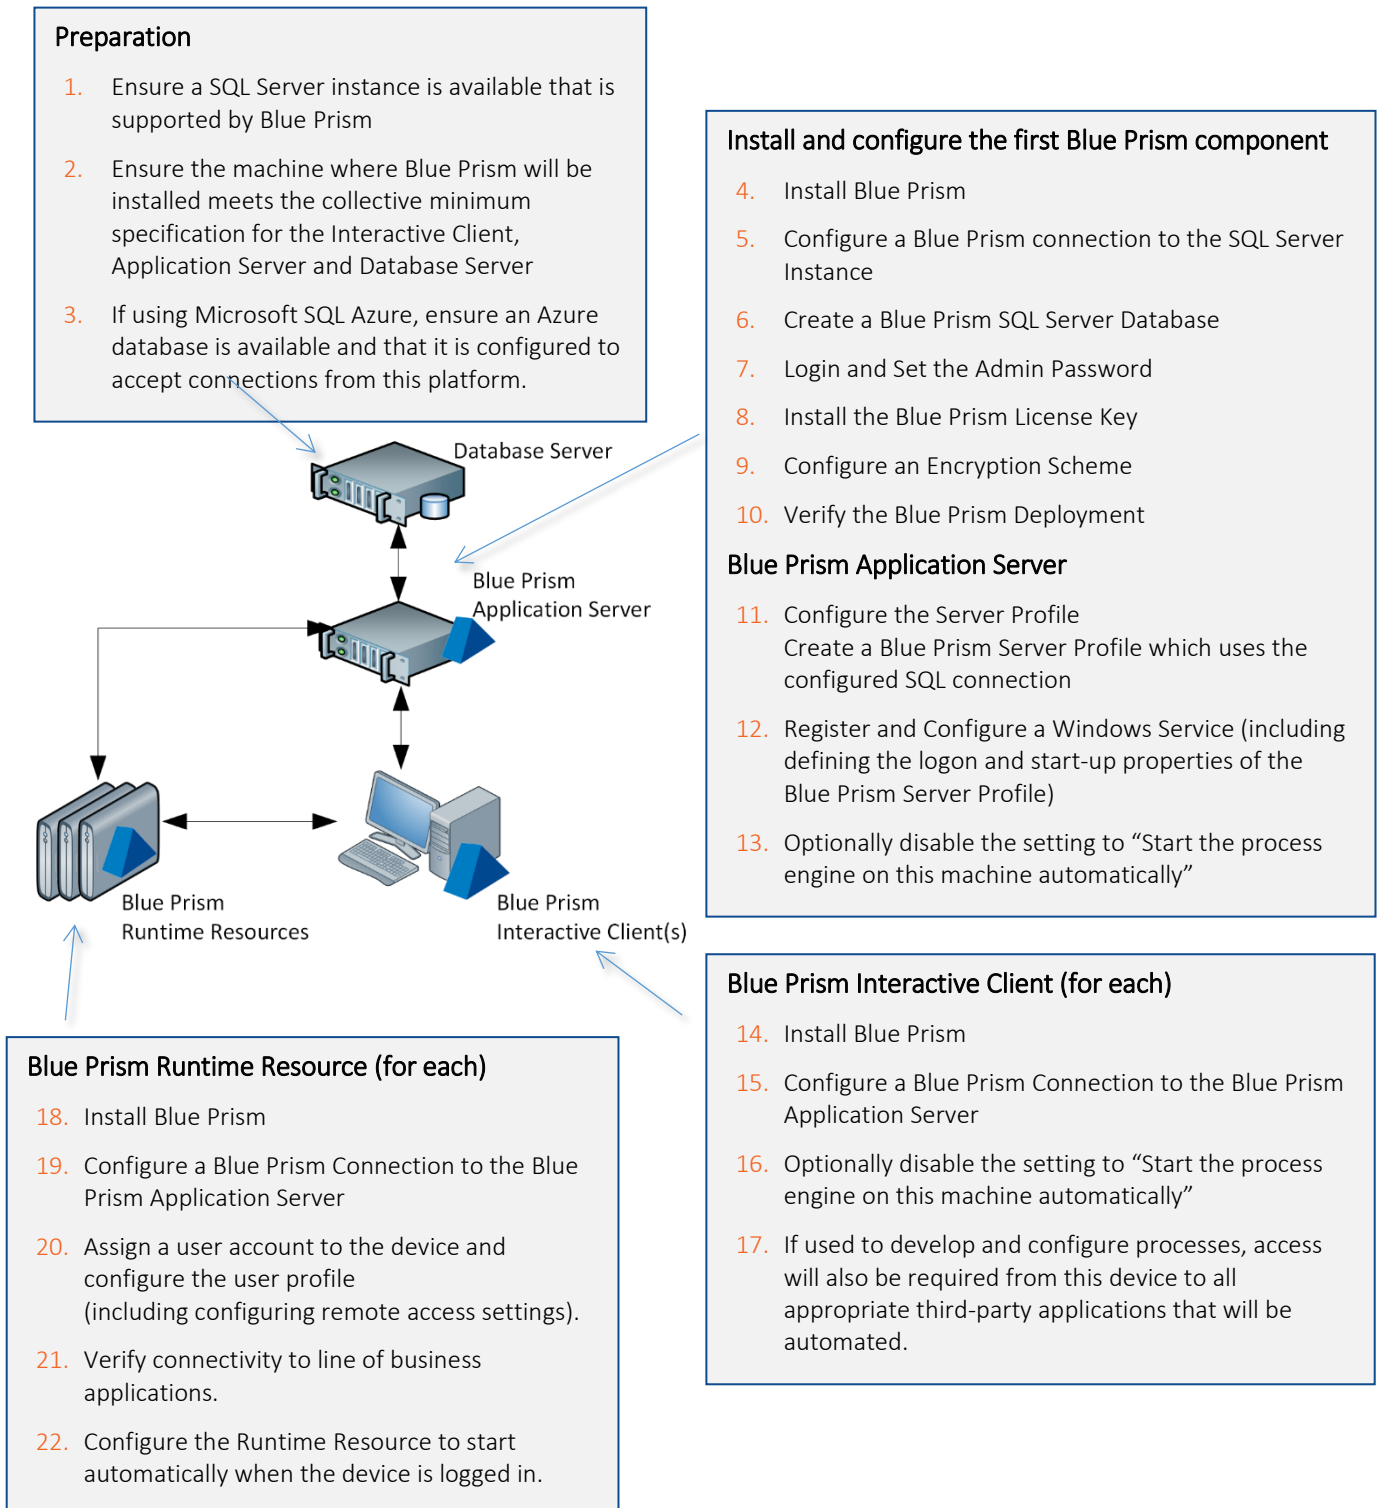 Preparation
1. Ensure a SQL Server instance is available that is
supported by Blue Prism
2. Ensure the machine where Blue Prism will be
installed meets the collective minimum
specification for the Interactive Client,
Application Server and Database Server
3. If using Microsoft SQL Azure, ensure an Azure
database is available and that it is configured to
accept connections from this platform.
Database Server
Blue Prism
Application Server
Blue Prism
Runtime Resources
Blue Prism
Interactive Client(s)
Install and configure the first Blue Prism component
4. Install Blue Prism
5. Configure a Blue Prism connection to the SQL Server
Instance
6. Create a Blue Prism SQL Server Database
7. Login and Set the Admin Password
8. Install the Blue Prism License Key
9. Configure an Encryption Scheme
10. Verify the Blue Prism Deployment
Blue Prism Application Server
11. Configure the Server Profile
Create a Blue Prism Server Profile which uses the
configured SQL connection
12. Register and Configure a Windows Service (including
defining the logon and start-up properties of the
Blue Prism Server Profile)
13. Optionally disable the setting to “Start the process
engine on this machine automatically”
Blue Prism Interactive Client (for each)
14. Install Blue Prism
15. Configure a Blue Prism Connection to the Blue Prism
Application Server
16. Optionally disable the setting to “Start the process
engine on this machine automatically”
17. If used to develop and configure processes, access
will also be required from this device to all
appropriate third-party applications that will be
automated.
Blue Prism Runtime Resource (for each)
18. Install Blue Prism
19. Configure a Blue Prism Connection to the Blue
Prism Application Server
20. Assign a user account to the device and
configure the user profile
(including configuring remote access settings).
21. Verify connectivity to line of business
applications.
22. Configure the Runtime Resource to start
automatically when the device is logged in.